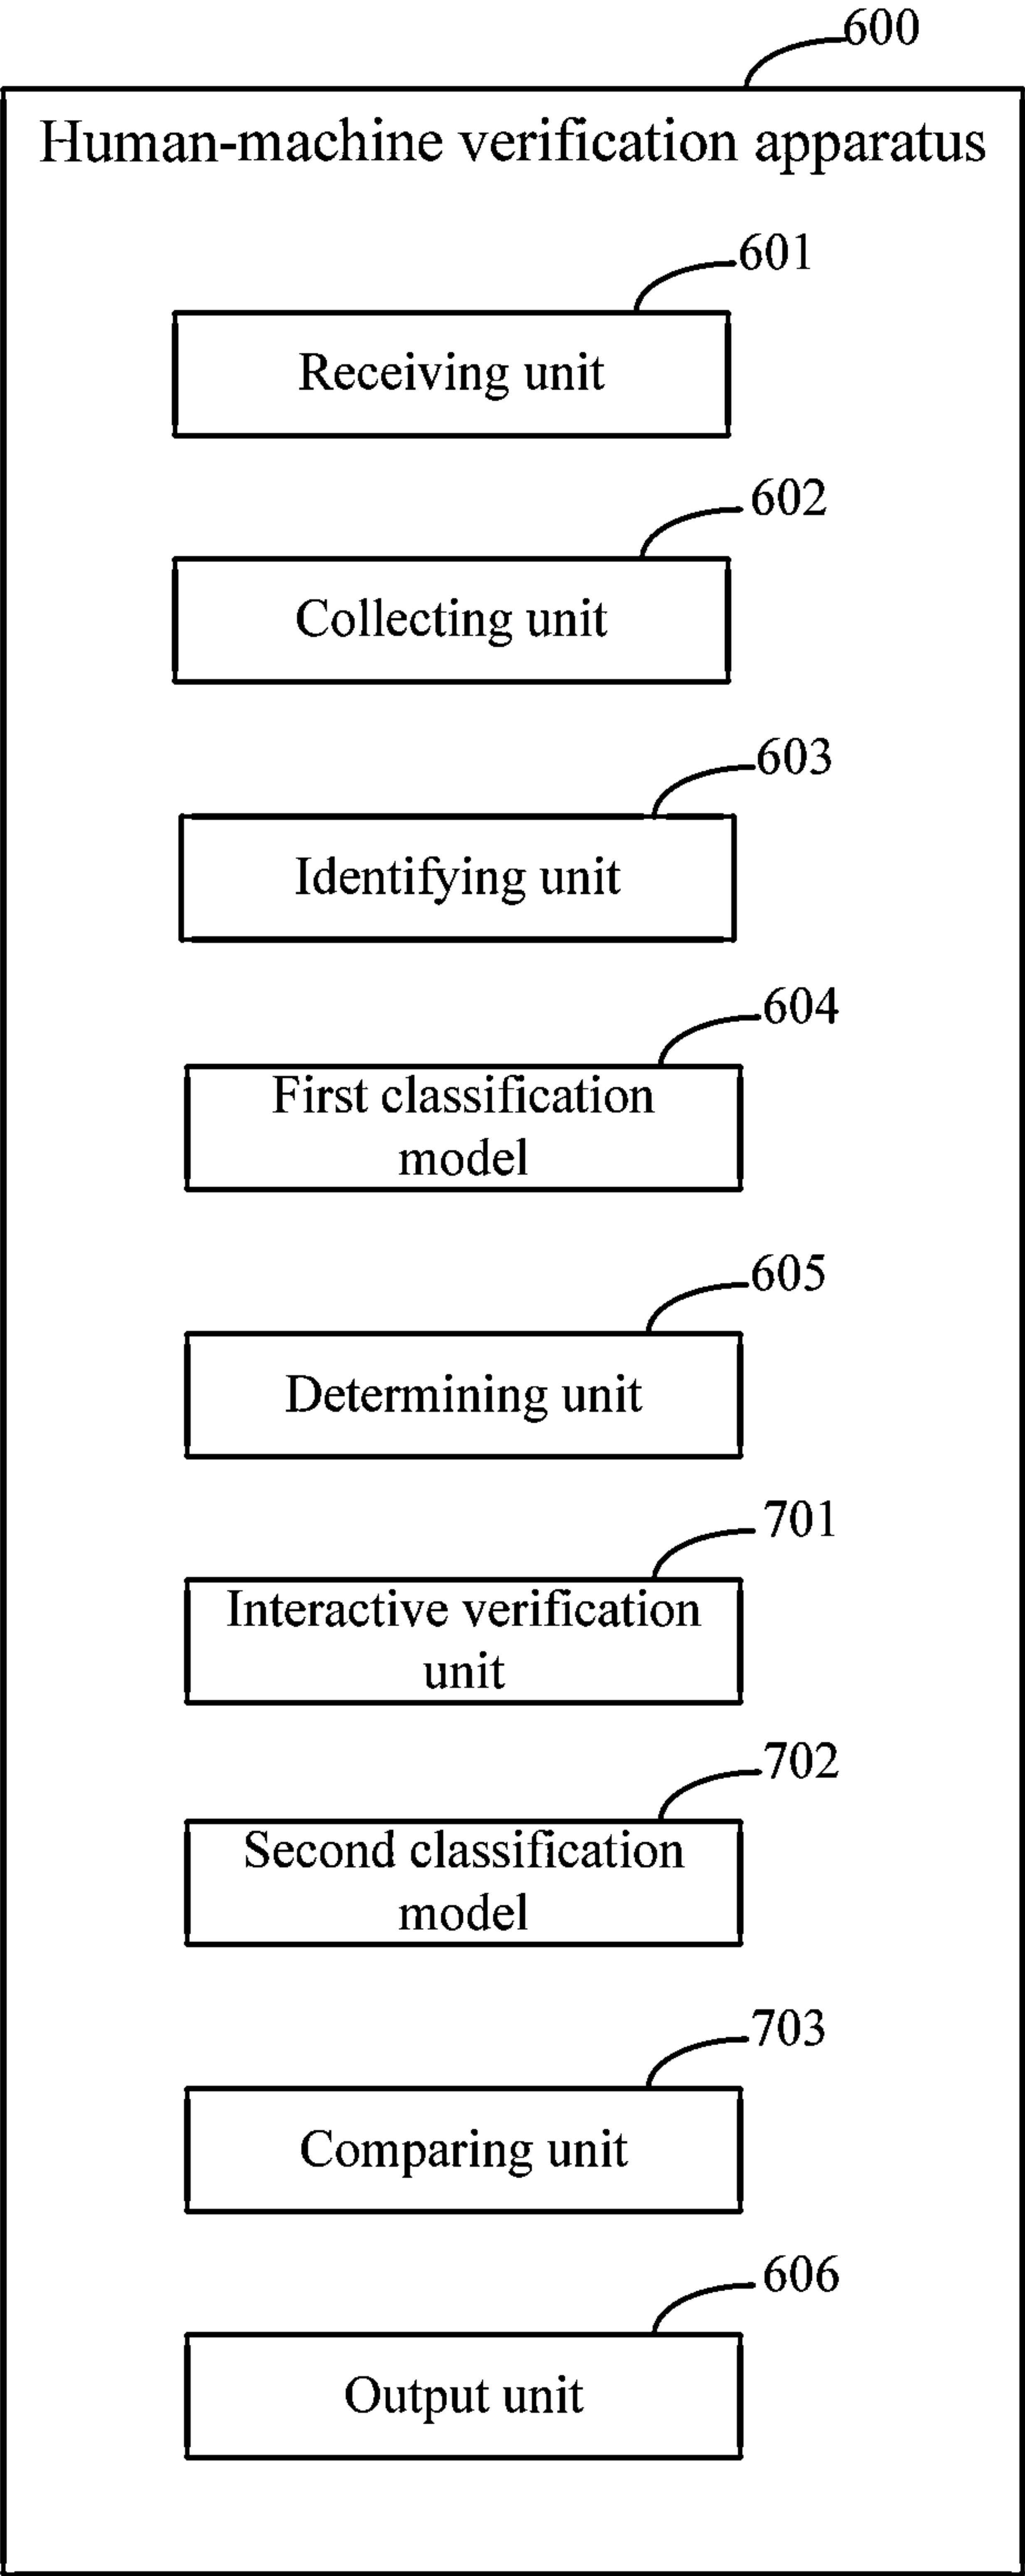 600
Human-machine verification apparatus
601
Receiving unit
602
Collecting unit
603
Identifying unit
604
First classification
model
605
Determining unit
701
Interactive verification
unit
702
Second classification
model
703
Comparing unit
606
Output unit